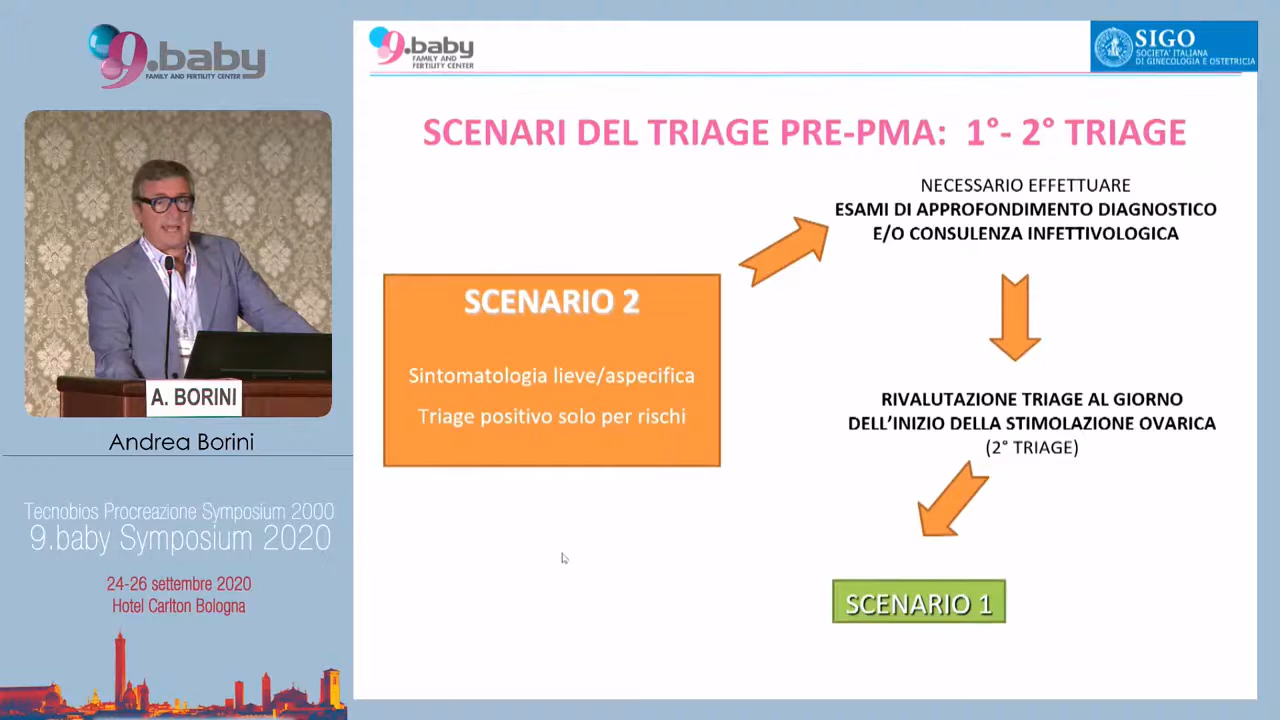 9.baby
FAMILY AND FERTILITY CENTER
A. BORINI
Andrea Borini
Tecnobios Procreazione Symposium 2000
9.baby Symposium 2020
24-26 settembre 2020
Hotel Carlton Bologna
9.baby
FAMILY AND
FERTILITY CENTER
SIGO
SOCIETA' ITALIANA
DI GINECOLOGIA E OSTETRICIA
SCENARI DEL TRIAGE PRE-PMA: 1°- 2° TRIAGE
NECESSARIO EFFETTUARE
ESAMI DI APPROFONDIMENTO DIAGNOSTICO
E/O CONSULENZA INFETTIVOLOGICA
SCENARIO 2
Sintomatologia lieve/aspecifica
Triage positivo solo per rischi
RIVALUTAZIONE TRIAGE AL GIORNO
DELL'INIZIO DELLA STIMOLAZIONE OVARICA
(2° TRIAGE)
SCENARIO 1